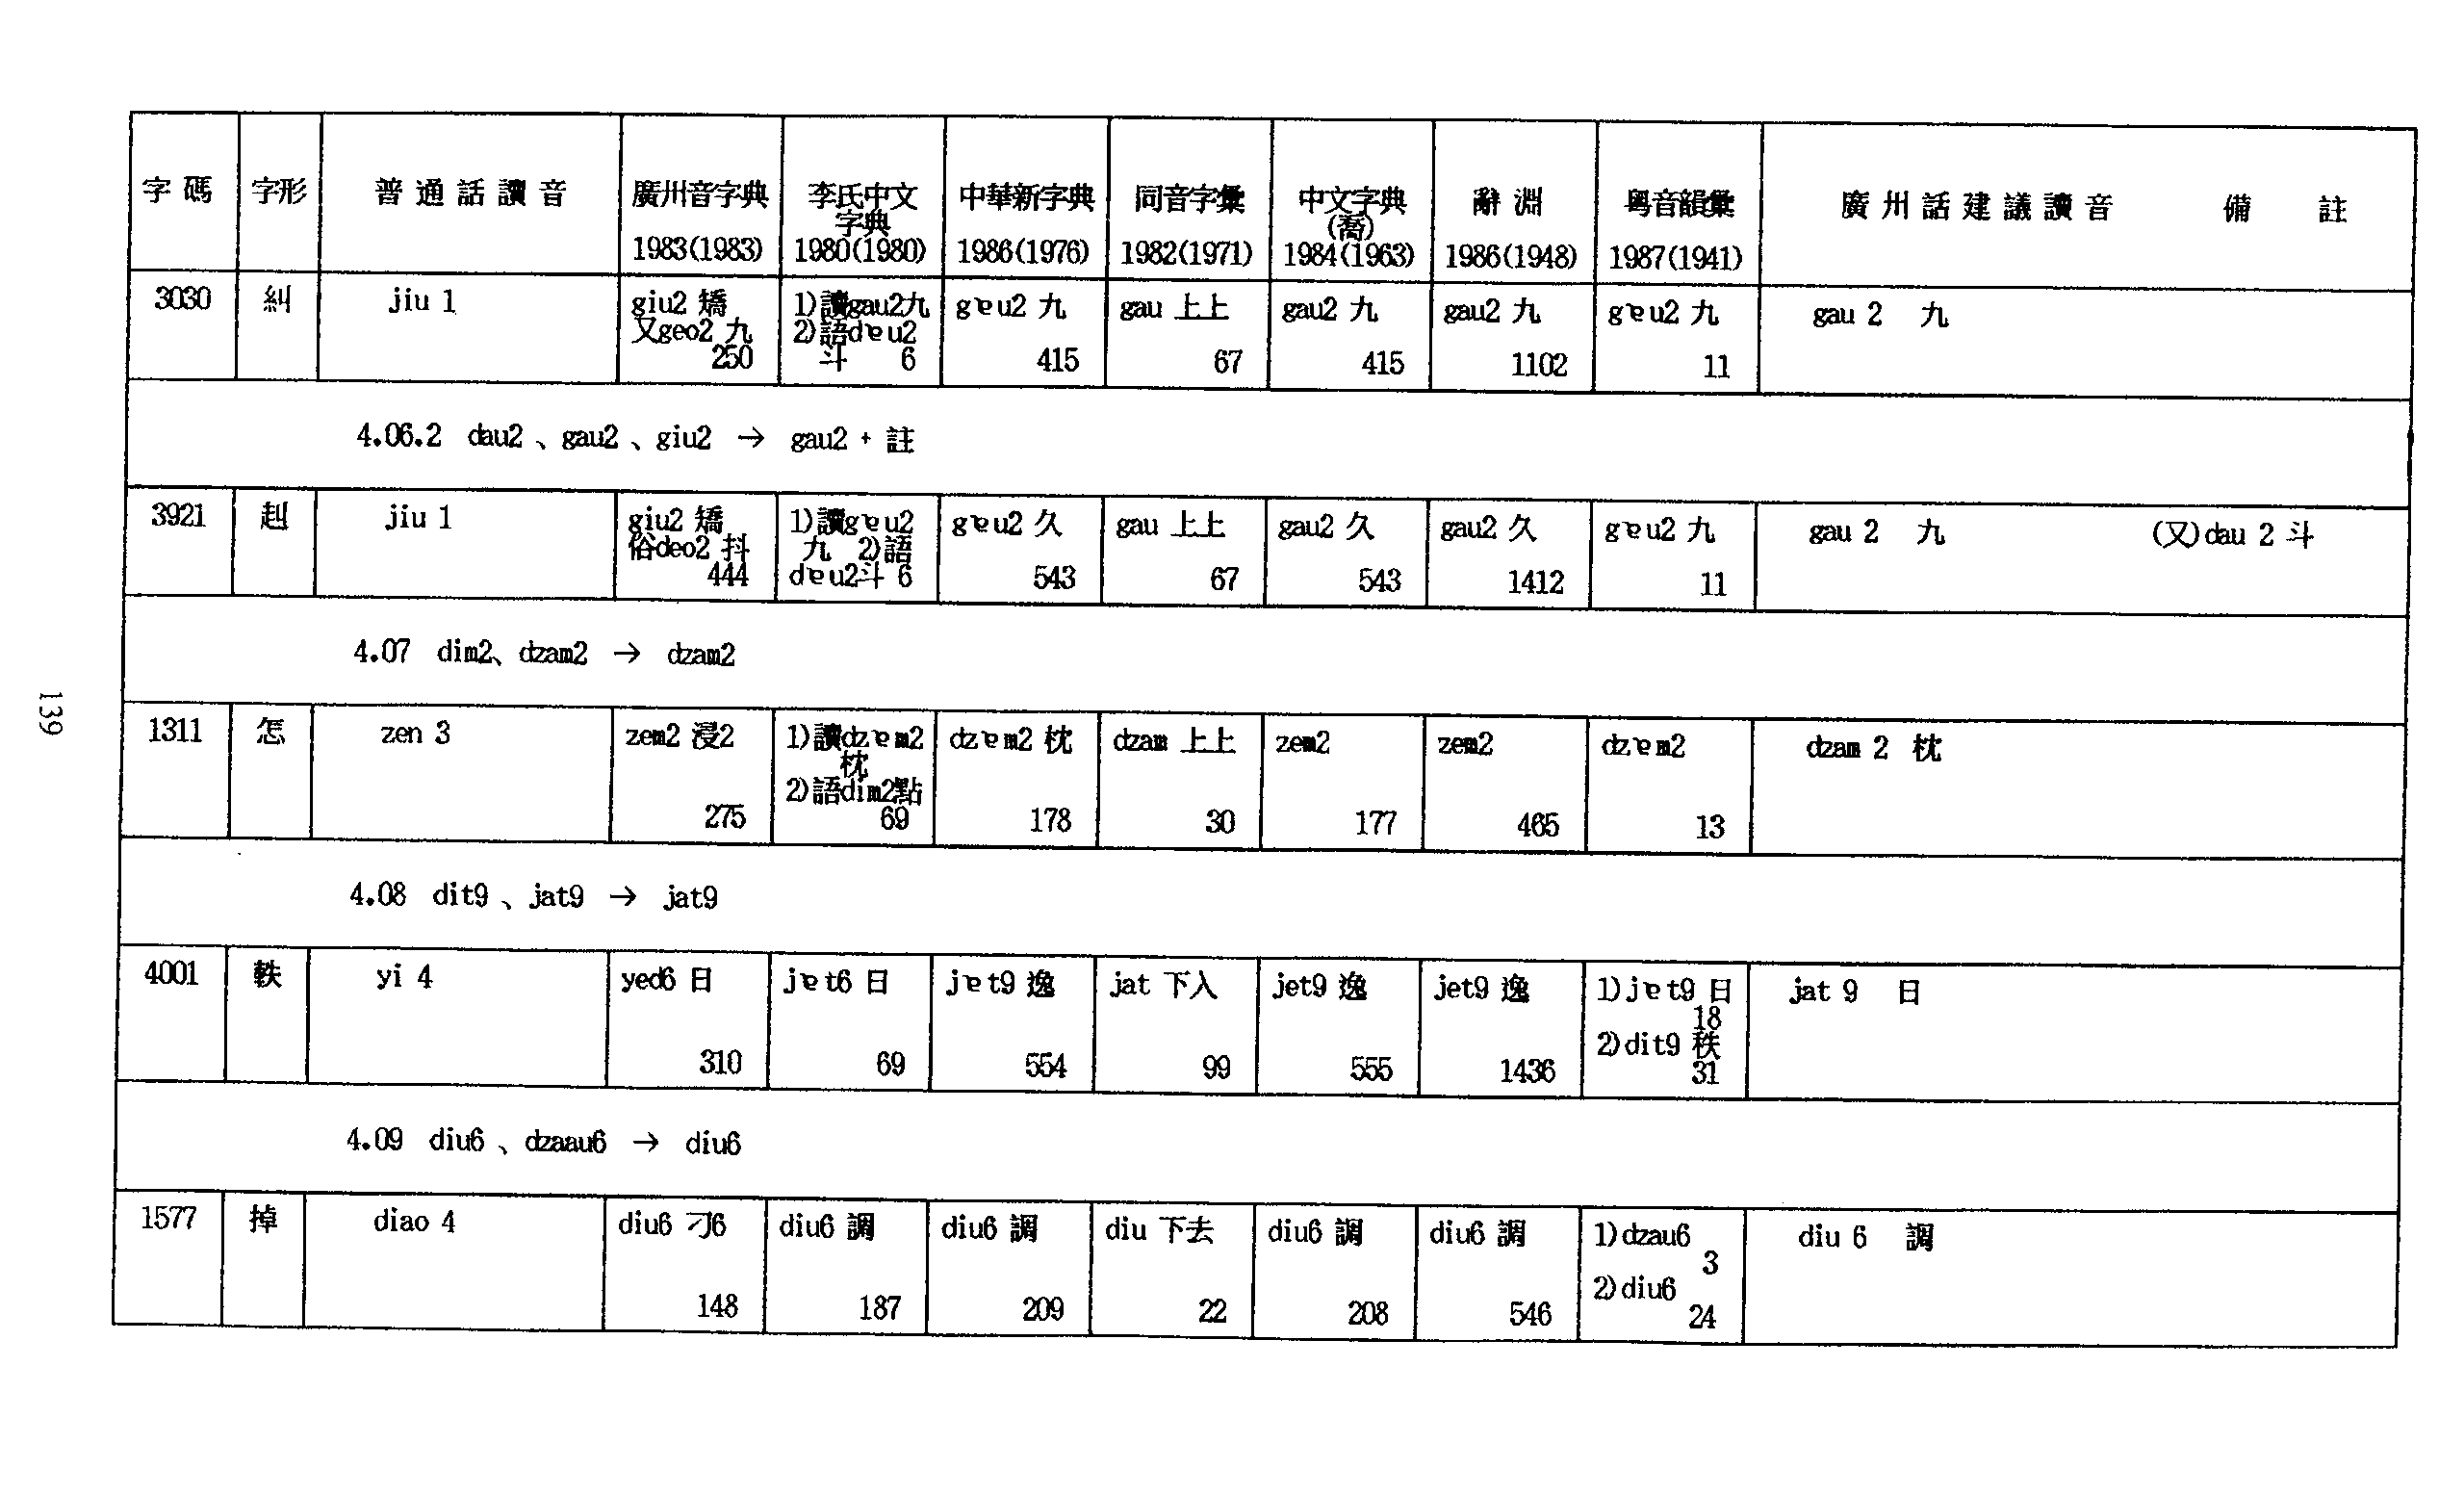 字碼 字形 普通話讀音 廣州音字典 李氏中文 中華新字典 同音字彙 中文字典 辭淵 粵音韻彙 廣州話建議讀音 備註
字典 (喬)
1983(1983) 1980(1980) 1986(1976) 1982(1971) 1984(1963) 1986(1948) 1987(1941)
3030 糾 jiu 1 giu2 矯 1)讀gau2九 gɐu2 九 gau 上上 gau2 九 gau2 九 gɐu2 九 gau 2 九
又geo2 九 2)語dɐu2
250 斗 6 415 67 415 1102 11
4.06.2 dau2、gau2、giu2 → gau2 + 註
3921 赳 jiu 1 giu2 矯 1)讀gɐu2 gɐu2 久 gau 上上 gau2 久 gau2 久 gɐu2 九 gau 2 九 (又)dau 2 斗
俗deo2 抖 九 2)語
444 dɐu2斗 6 543 67 543 1412 11
4.07 dim2、dzam2 → dzam2
1311 怎 zen 3 zem2 浸2 1)讀dzɐm2 dzɐm2 枕 dzam 上上 zem2 zem2 dzɐm2 dzam 2 枕
枕
2)語dim2點
275 69 178 30 177 465 13
4.08 dit9、jat9 → jat9
4001 軼 yi 4 yed6 日 jɐt6 日 jɐt9 逸 jat 下入 jet9 逸 jet9 逸 1)jɐt9 日 jat 9 日
18
2)dit9 秩
310 69 554 99 555 1436 31
4.09 diu6、dzaau6 → diu6
1577 掉 diao 4 diu6 刁6 diu6 調 diu6 調 diu 下去 diu6 調 diu6 調 1)dzau6 diu 6 調
3
2)diu6
148 187 209 22 208 546 24
139